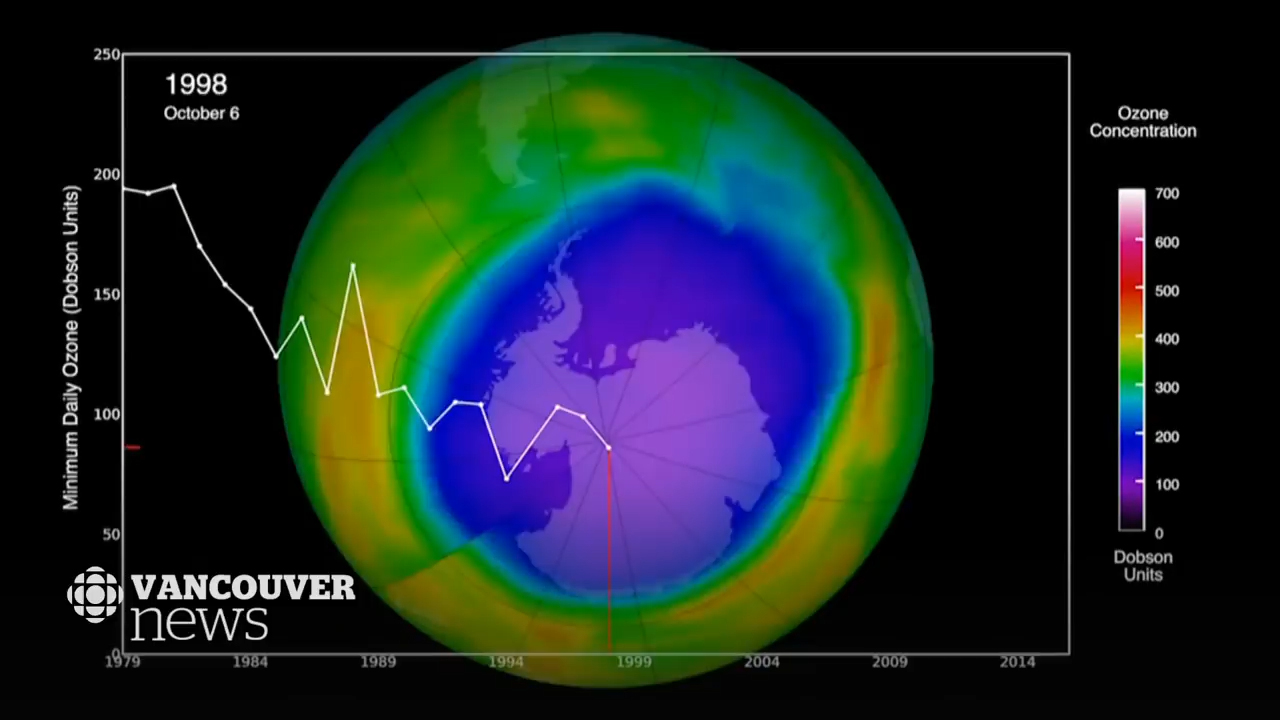 250
1998
October 6
200
150
100
50
0
Minimum Daily Ozone (Dobson Units)
1979
1984
1989
1994
1999
2004
2009
2014
Ozone
Concentration
700
600
500
400
300
200
100
0
Dobson
Units
VANCOUVER
news